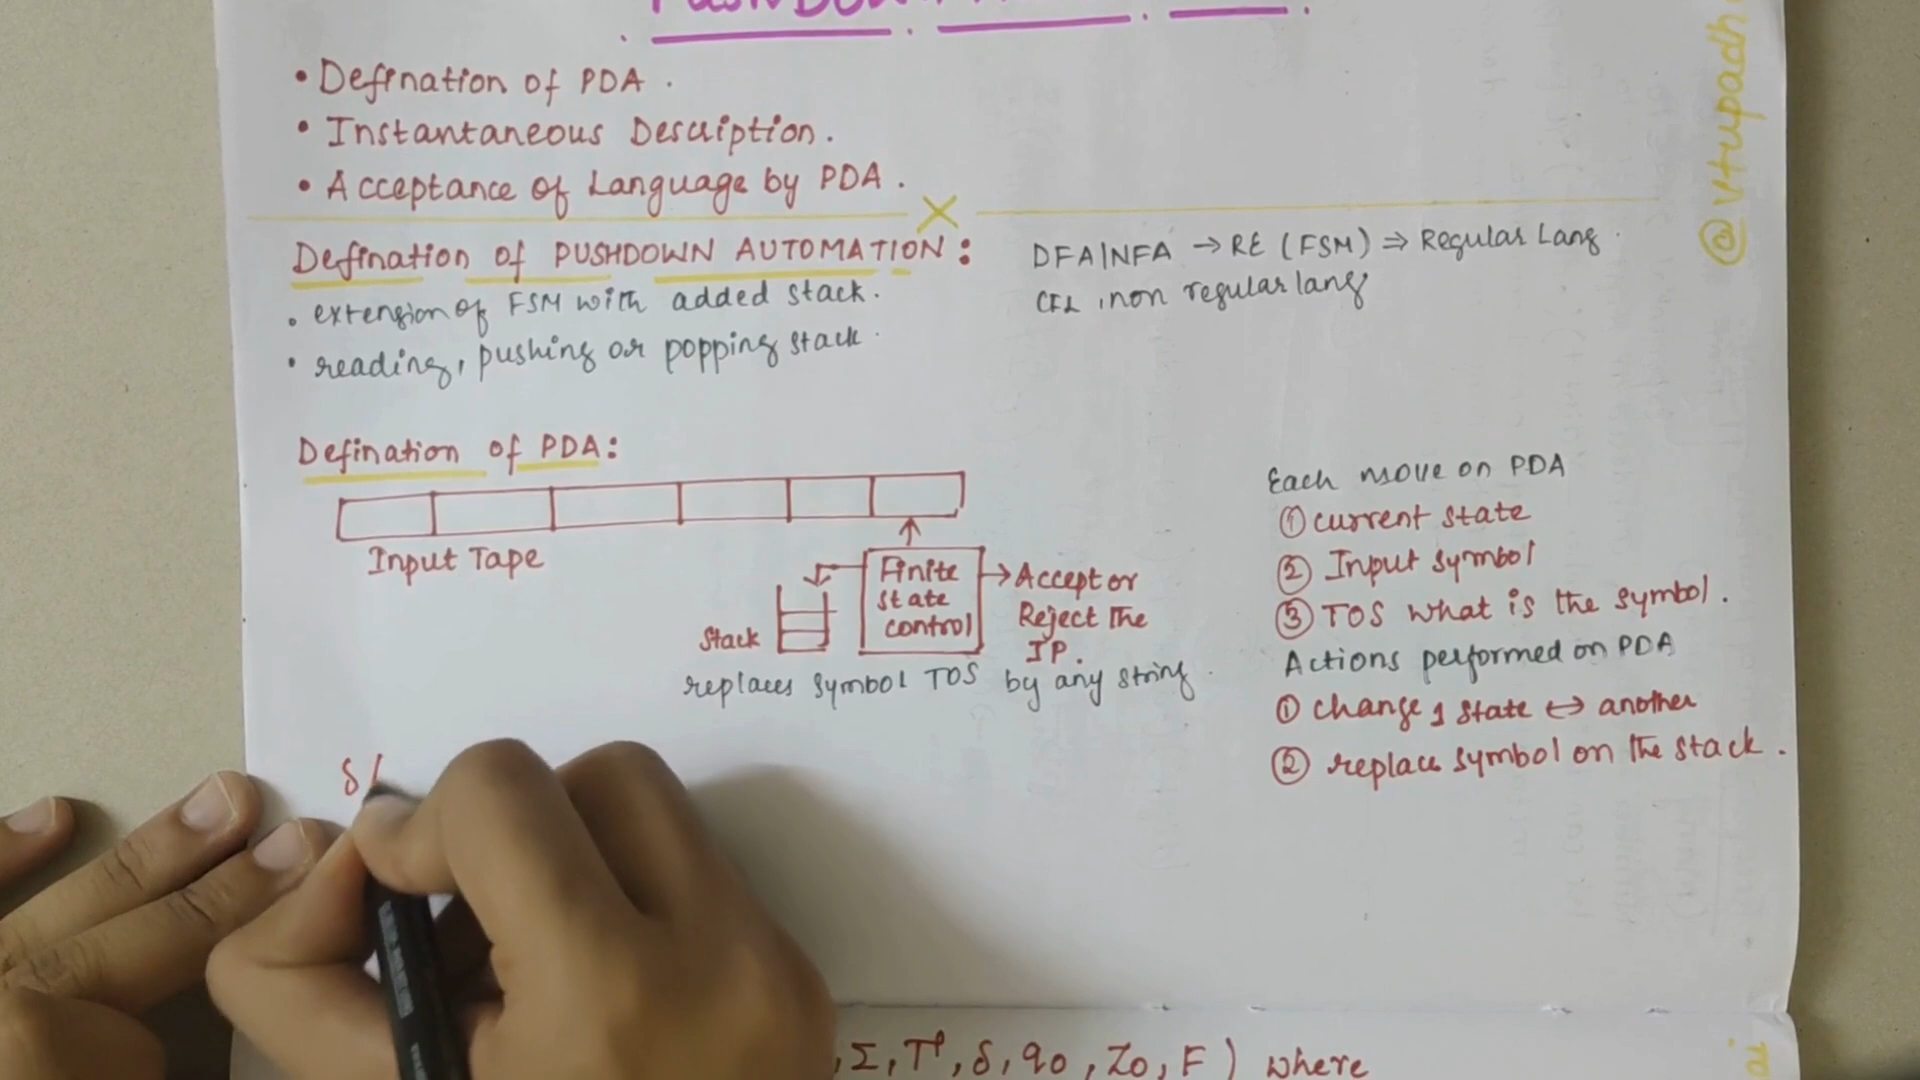 • Defination of PDA .
• Instantaneous Description .
• Acceptance of Language by PDA .
@vtupadh
Defination of PUSHDOWN AUTOMATION :
• extension of FSM with added stack .
• reading, pushing or popping stack .
DFA|NFA → RE (FSM) ⇒ Regular Lang .
CFL , non regular lang
Defination of PDA :
Input Tape
Stack
Finite
state
control
Accept or
Reject the
IP .
replaces symbol TOS by any string .
Each move on PDA
① current state
② Input symbol
③ TOS what is the symbol .
Actions performed on PDA
① change 1 state ↔ another
② replace symbol on the stack .
δ(
, Σ, Γ, δ, q0 , Z0, F ) where